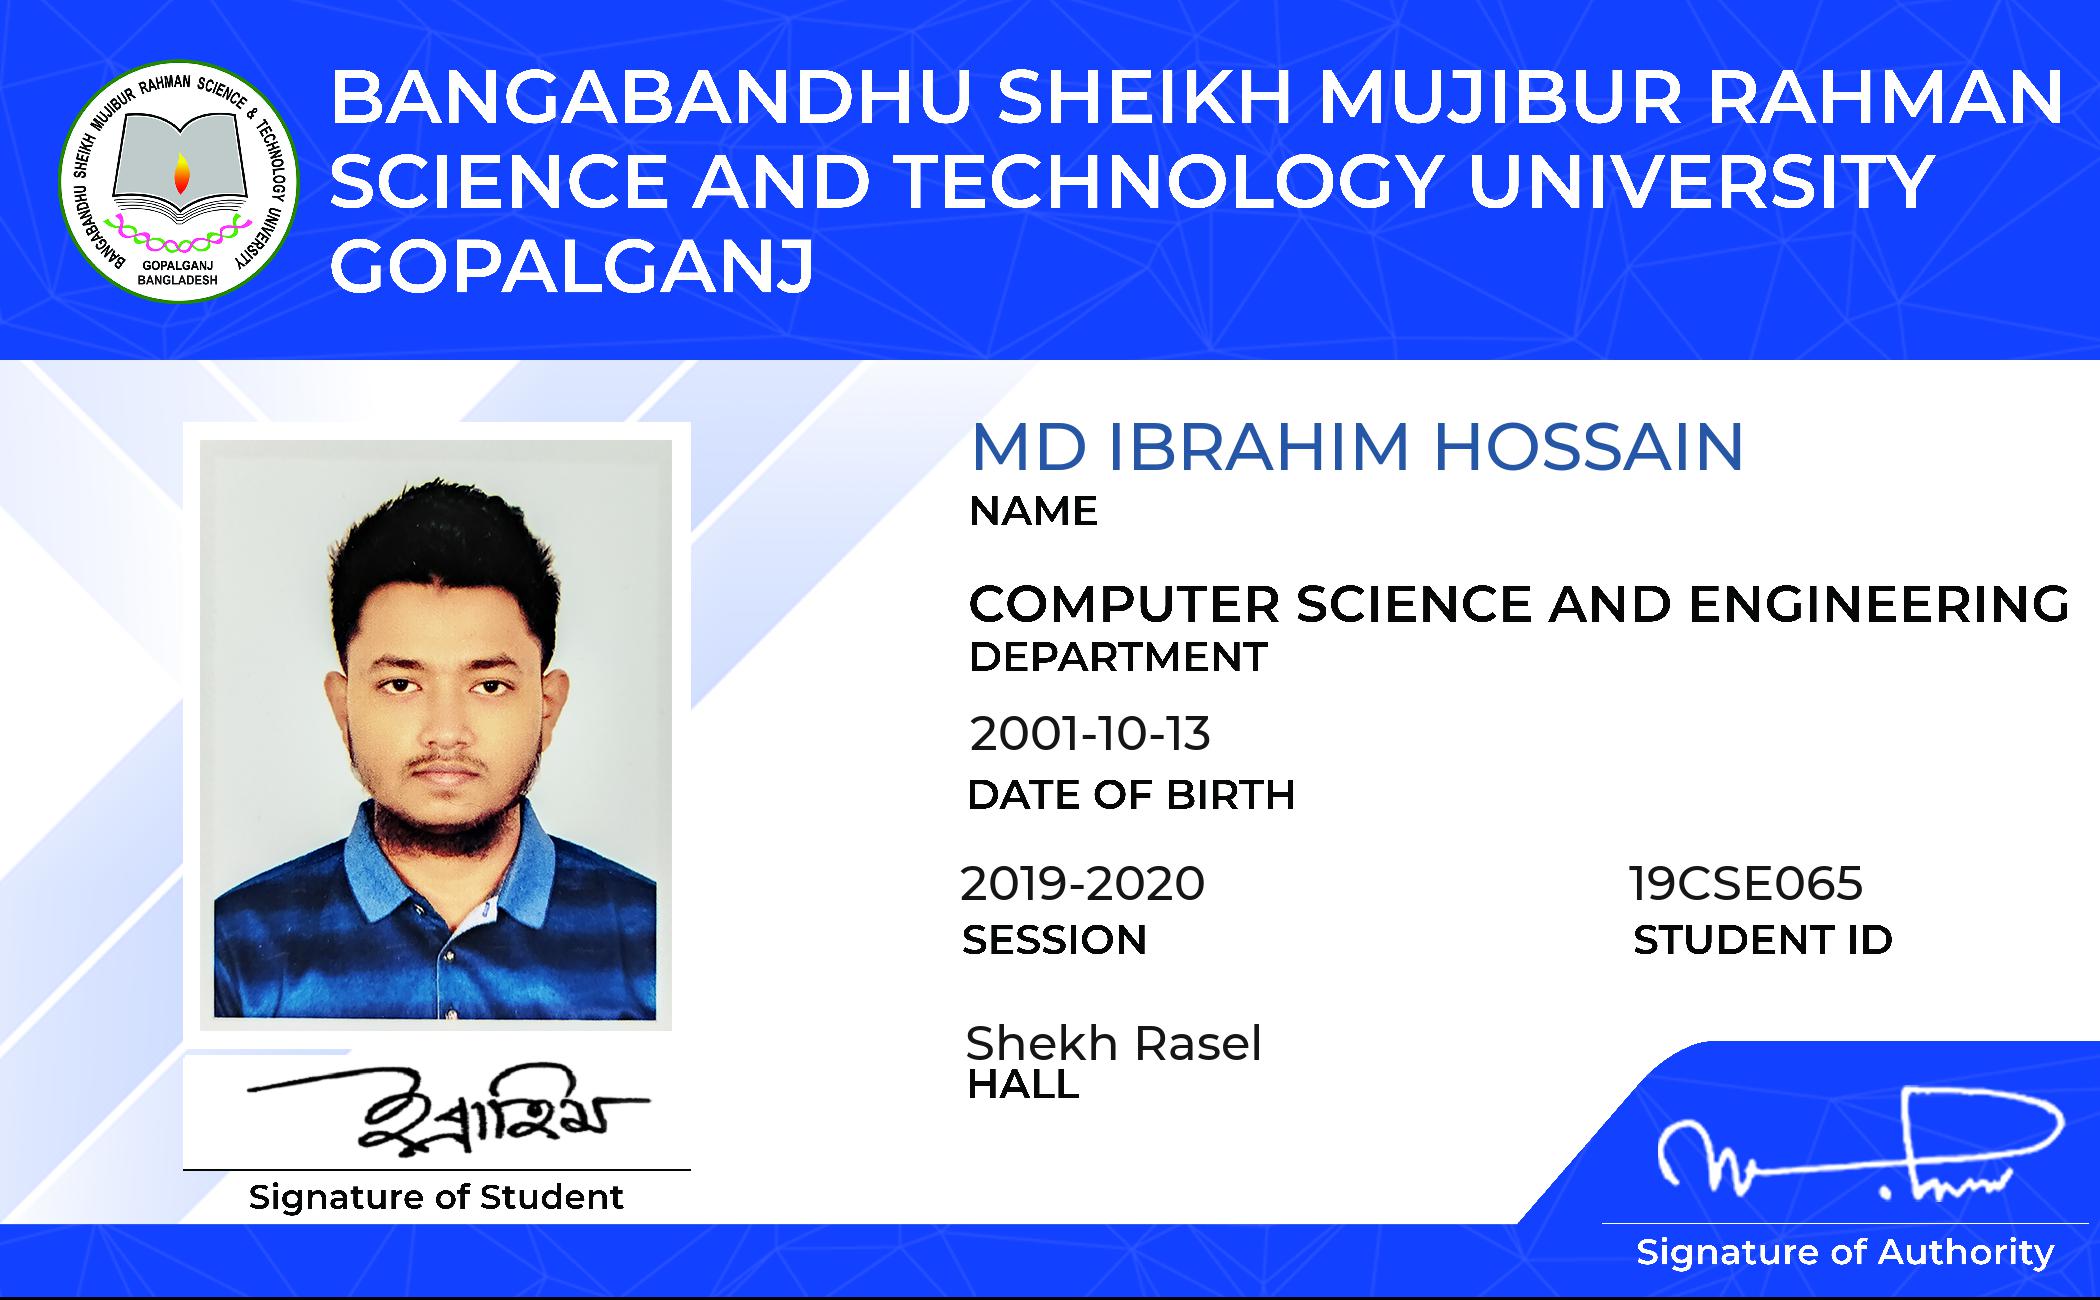 BANGABANDHU SHEIKH MUJIBUR RAHMAN SCIENCE & TECHNOLOGY UNIVERSITY
GOPALGANJ
BANGLADESH
BANGABANDHU SHEIKH MUJIBUR RAHMAN
SCIENCE AND TECHNOLOGY UNIVERSITY
GOPALGANJ
MD IBRAHIM HOSSAIN
NAME
COMPUTER SCIENCE AND ENGINEERING
DEPARTMENT
2001-10-13
DATE OF BIRTH
2019-2020
SESSION
19CSE065
STUDENT ID
Shekh Rasel
HALL
ইব্রাহিম
Signature of Student
Signature of Authority